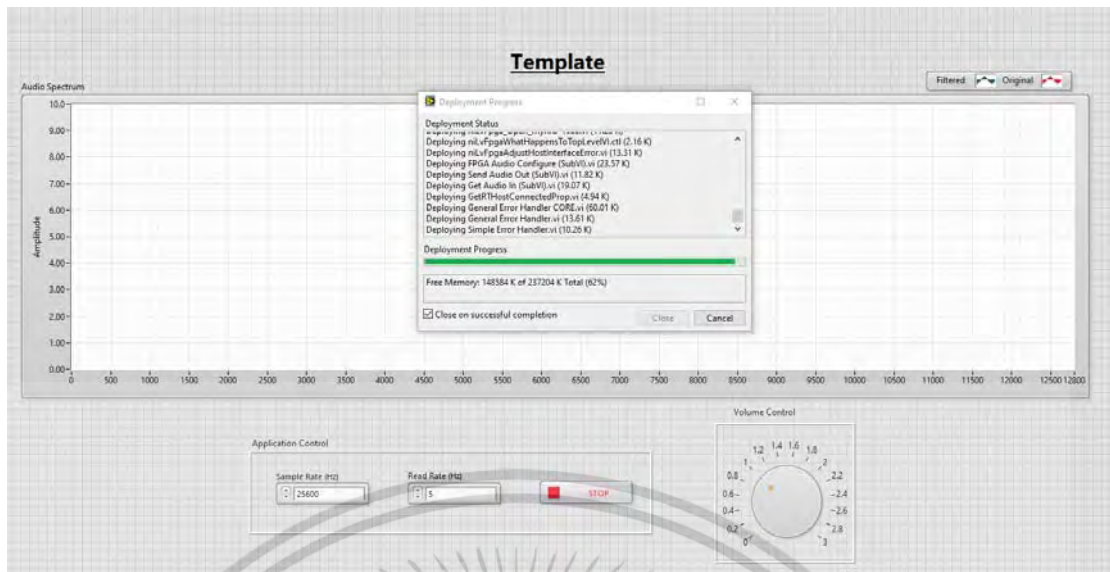 Template
Audio Spectrum
Filtered Original
Deployment Progress
Deployment Status
Deploying niLvFpgaWhatHappensToTopLevelVI.ctl (2.16 K)
Deploying niLvFpgaAdjustHostInterfaceError.vi (13.31 K)
Deploying FPGA Audio Configure (SubVI).vi (23.57 K)
Deploying Send Audio Out (SubVI).vi (11.82 K)
Deploying Get Audio In (SubVI).vi (19.07 K)
Deploying GetRTHostConnectedProp.vi (4.94 K)
Deploying General Error Handler CORE.vi (60.01 K)
Deploying General Error Handler.vi (13.61 K)
Deploying Simple Error Handler.vi (10.26 K)
Deployment Progress
Free Memory: 148584 K of 237204 K Total (62%)
Close on successful completion
Close Cancel
Amplitude
10.0
9.00
8.00
7.00
6.00
5.00
4.00
3.00
2.00
1.00
0.00
0 500 1000 1500 2000 2500 3000 3500 4000 4500 5000 5500 6000 6500 7000 7500 8000 8500 9000 9500 10000 10500 11000 11500 12000 12500 12800
Application Control
Sample Rate (Hz) Read Rate (Hz)
25600 5 STOP
Volume Control
0 0.2 0.4 0.6 0.8 1 1.2 1.4 1.6 1.8 2 2.2 2.4 2.6 2.8 3